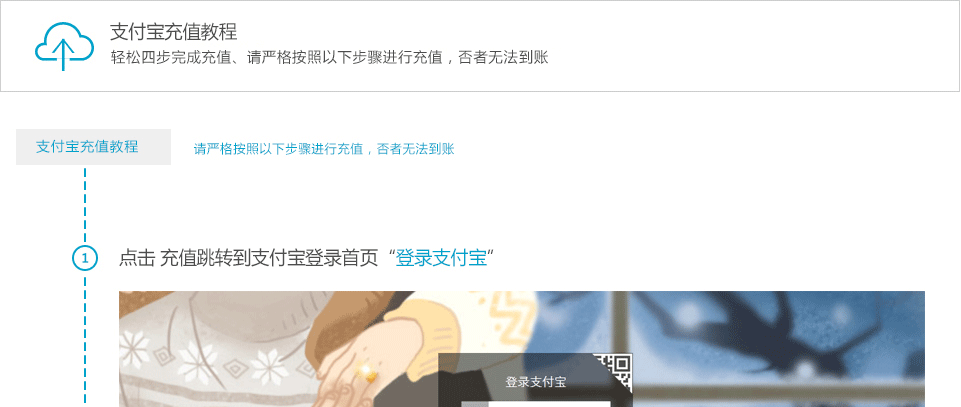 支付宝充值教程
轻松四步完成充值、请严格按照以下步骤进行充值，否者无法到账
支付宝充值教程
请严格按照以下步骤进行充值，否者无法到账
1
点击 充值跳转到支付宝登录首页“登录支付宝”
登录支付宝